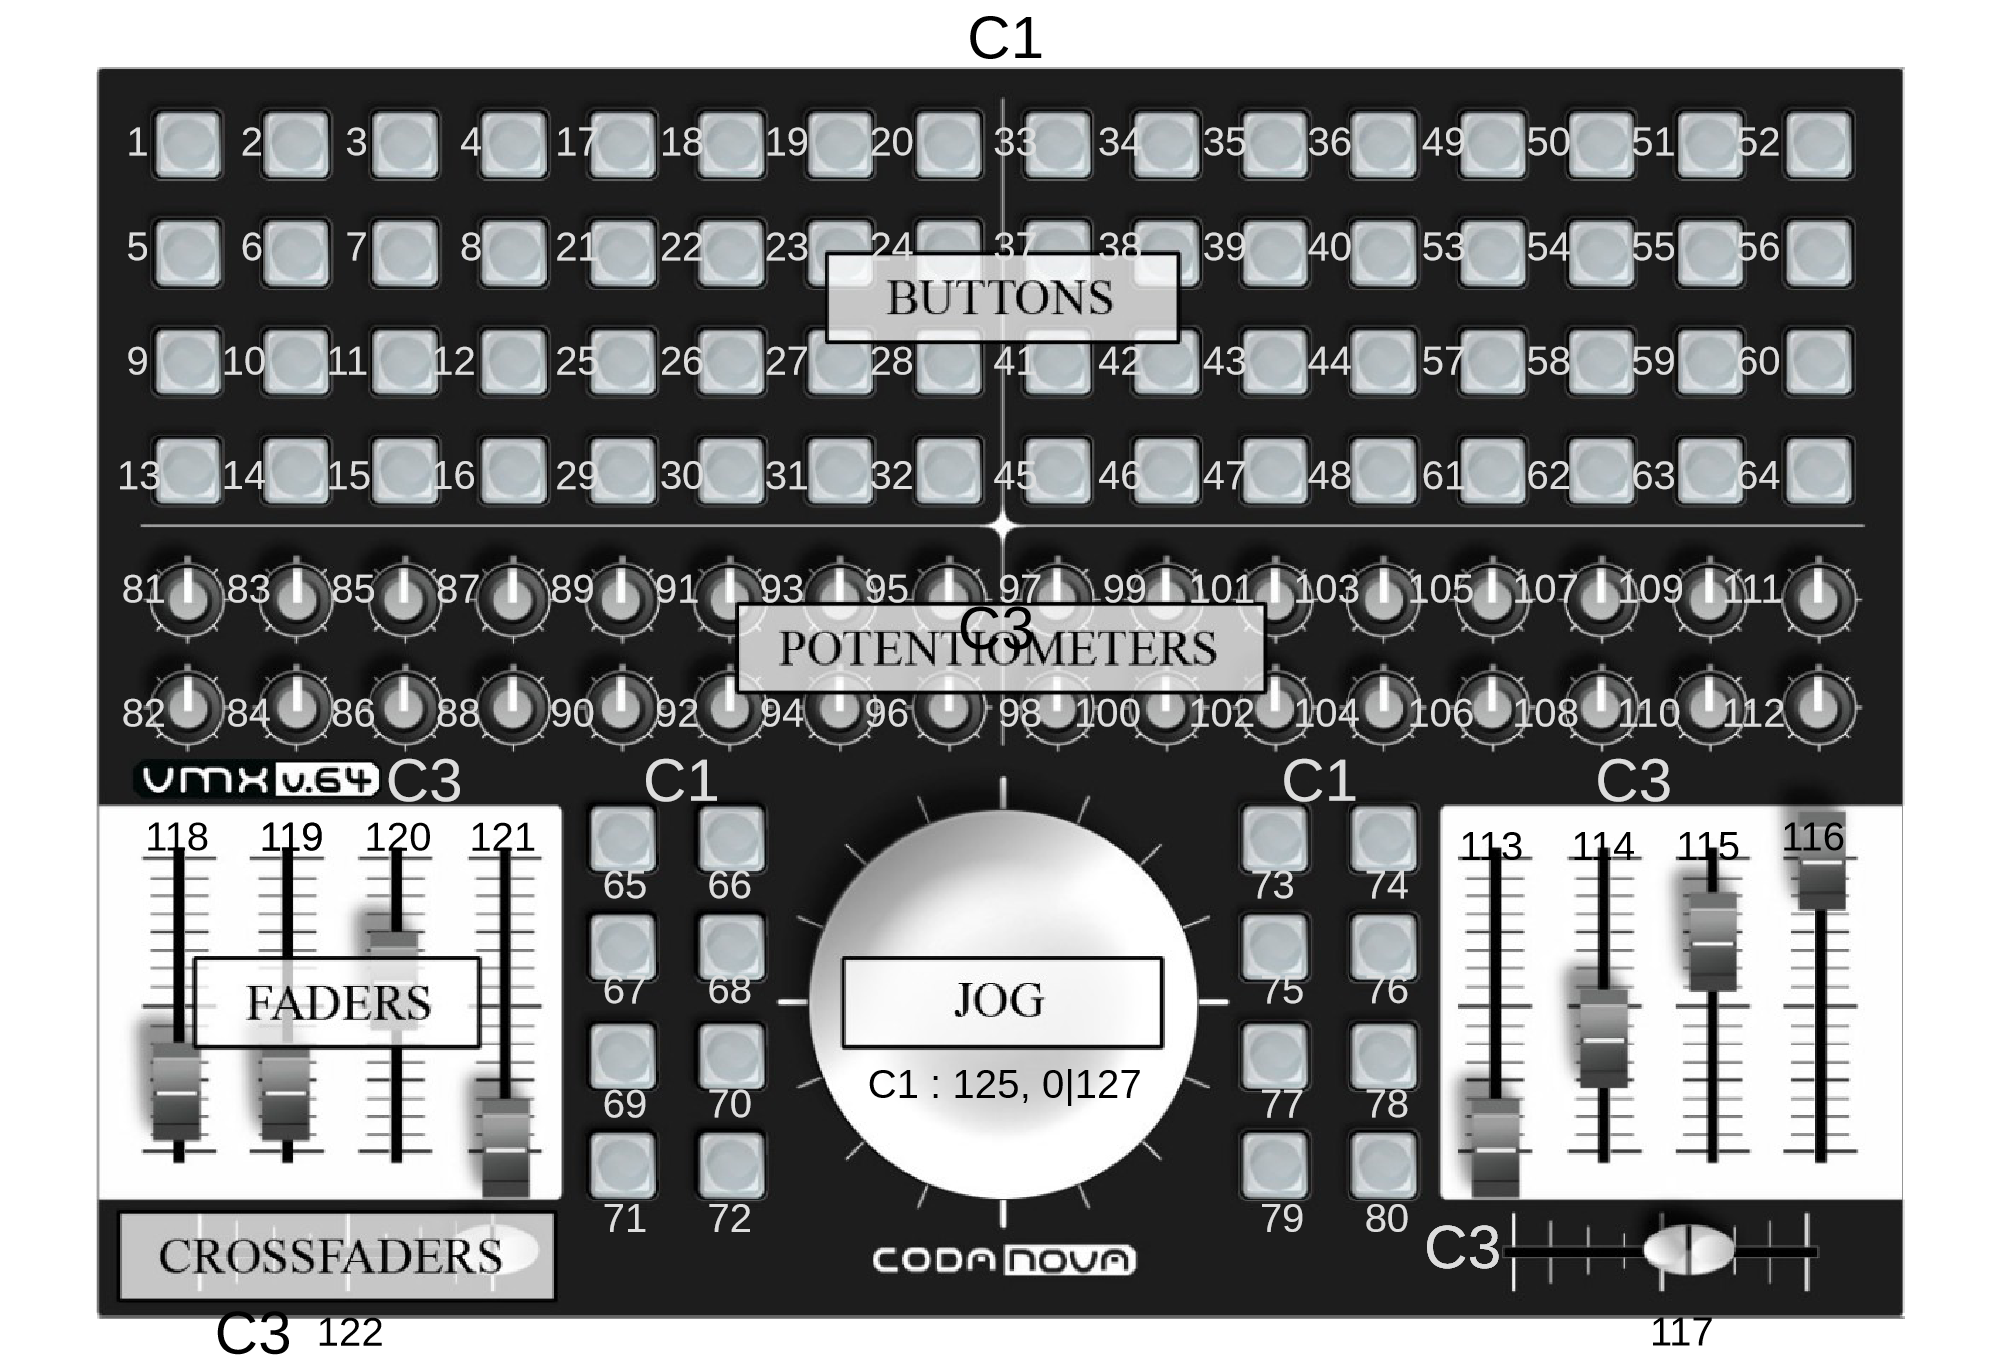 C1
1 2 3 4 17 18 19 20 33 34 35 36 49 50 51 52
5 6 7 8 21 22 23 24 37 38 39 40 53 54 55 56
BUTTONS
9 10 11 12 25 26 27 28 41 42 43 44 57 58 59 60
13 14 15 16 29 30 31 32 45 46 47 48 61 62 63 64
81 83 85 87 89 91 93 95 97 99 101 103 105 107 109 111
C3
POTENTIOMETERS
82 84 86 88 90 92 94 96 98 100 102 104 106 108 110 112
VMX V.64 C3 C1 C1 C3
118 119 120 121 113 114 115 116
65 66 73 74
67 68 75 76
FADERS JOG
C1 : 125, 0|127
69 70 77 78
71 72 79 80
CROSSFADERS CODANOVA C3
C3 122 117